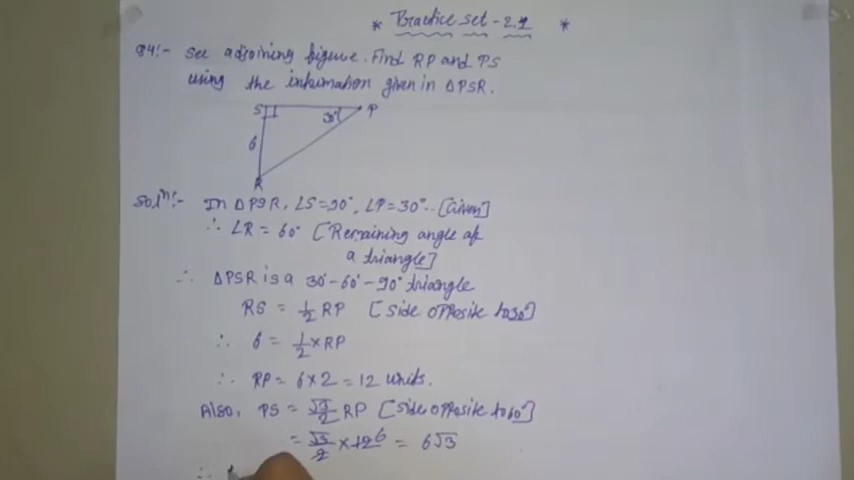 * Practice set - 2.1 *
Q4:- See adjoining figure. Find RP and PS
using the information given in ΔPSR.
S 30° P
6
R
Solⁿ:- In ΔPSR, ∠S=90°, ∠P=30°.. [Given]
∴ ∠R = 60° [Remaining angle of
a triangle]
∴ ΔPSR is a 30°-60°-90° triangle
RS = 1/2 RP [side opposite to 30°]
∴ 6 = 1/2 × RP
∴ RP = 6 × 2 = 12 units.
Also, PS = √3/2 RP [side opposite to 60°]
= √3/2 × 12 6 = 6√3
∴